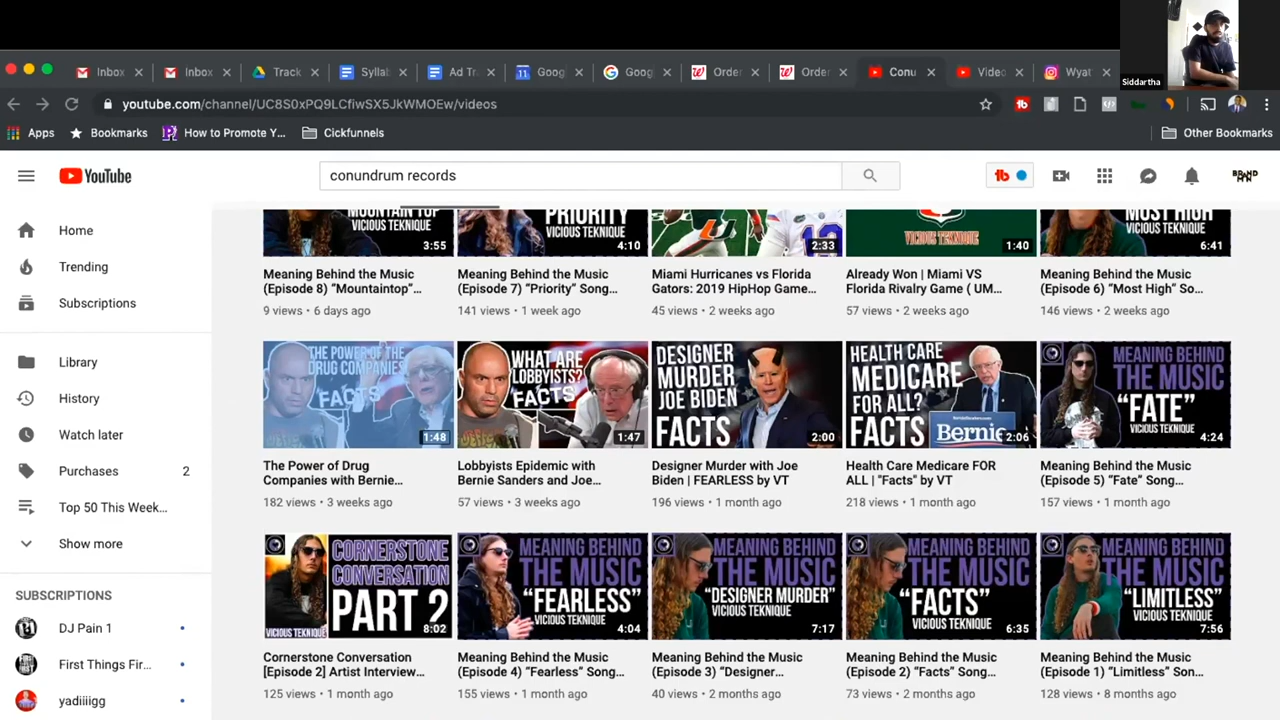 Siddartha
Inbox
Inbox
Track
Syllab
Ad Tr
Goog
Goog
Order
Order
Conu
Video
Wyat
youtube.com/channel/UC8S0xPQ9LCfiwSX5JkWMOEw/videos
Apps
Bookmarks
How to Promote Y...
Clickfunnels
Other Bookmarks
YouTube
conundrum records
BRAND
Home
Trending
Subscriptions
Library
History
Watch later
Purchases 2
Top 50 This Week...
Show more
SUBSCRIPTIONS
DJ Pain 1
First Things Fir...
yadiiiigg
MOUNTAIN TOP
VICIOUS TEKNIQUE
3:55
PRIORITY
VICIOUS TEKNIQUE
4:10
2:33
VICIOUS TEKNIQUE
1:40
MOST HIGH
VICIOUS TEKNIQUE
6:41
Meaning Behind the Music
(Episode 8) “Mountaintop“...
9 views • 6 days ago
Meaning Behind the Music
(Episode 7) “Priority” Song...
141 views • 1 week ago
Miami Hurricanes vs Florida
Gators: 2019 HipHop Game...
45 views • 2 weeks ago
Already Won | Miami VS
Florida Rivalry Game ( UM...
57 views • 2 weeks ago
Meaning Behind the Music
(Episode 6) “Most High” So...
146 views • 2 weeks ago
THE POWER OF THE
DRUG COMPANIES
FACTS
1:48
WHAT ARE
LOBBYISTS?
FACTS
1:47
DESIGNER
MURDER
JOE BIDEN
FACTS
2:00
HEALTH CARE
MEDICARE
FOR ALL?
FACTS
Bernie
2:06
MEANING BEHIND
THE MUSIC
“FATE”
VICIOUS TEKNIQUE
4:24
The Power of Drug
Companies with Bernie...
182 views • 3 weeks ago
Lobbyists Epidemic with
Bernie Sanders and Joe...
57 views • 3 weeks ago
Designer Murder with Joe
Biden | FEARLESS by VT
196 views • 1 month ago
Health Care Medicare FOR
ALL | "Facts" by VT
218 views • 1 month ago
Meaning Behind the Music
(Episode 5) “Fate” Song...
157 views • 1 month ago
CORNERSTONE
CONVERSATION
PART 2
VICIOUS TEKNIQUE
8:02
MEANING BEHIND
THE MUSIC
“FEARLESS”
VICIOUS TEKNIQUE
4:04
MEANING BEHIND
THE MUSIC
“DESIGNER MURDER”
VICIOUS TEKNIQUE
7:17
MEANING BEHIND
THE MUSIC
“FACTS”
VICIOUS TEKNIQUE
6:35
MEANING BEHIND
THE MUSIC
“LIMITLESS”
VICIOUS TEKNIQUE
7:56
Cornerstone Conversation
[Episode 2] Artist Interview...
125 views • 1 month ago
Meaning Behind the Music
(Episode 4) “Fearless” Song...
155 views • 1 month ago
Meaning Behind the Music
(Episode 3) “Designer...
40 views • 2 months ago
Meaning Behind the Music
(Episode 2) “Facts” Song...
73 views • 2 months ago
Meaning Behind the Music
(Episode 1) “Limitless” Son...
128 views • 8 months ago